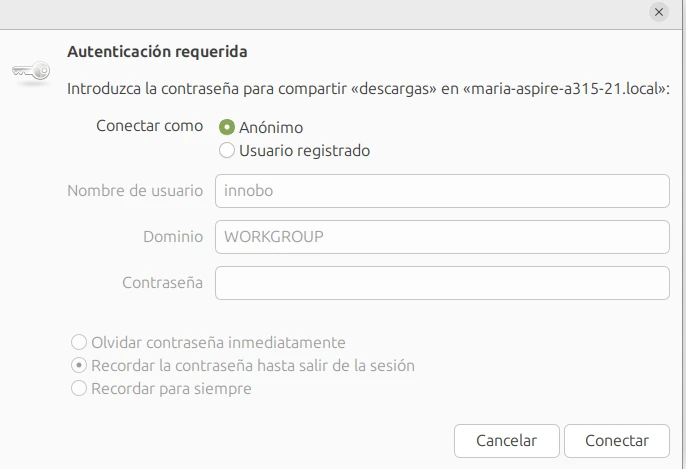 Autenticación requerida
Introduzca la contraseña para compartir «descargas» en «maria-aspire-a315-21.local»:
Conectar como
Anónimo
Usuario registrado
Nombre de usuario innobo
Dominio WORKGROUP
Contraseña
Olvidar contraseña inmediatamente
Recordar la contraseña hasta salir de la sesión
Recordar para siempre
Cancelar Conectar